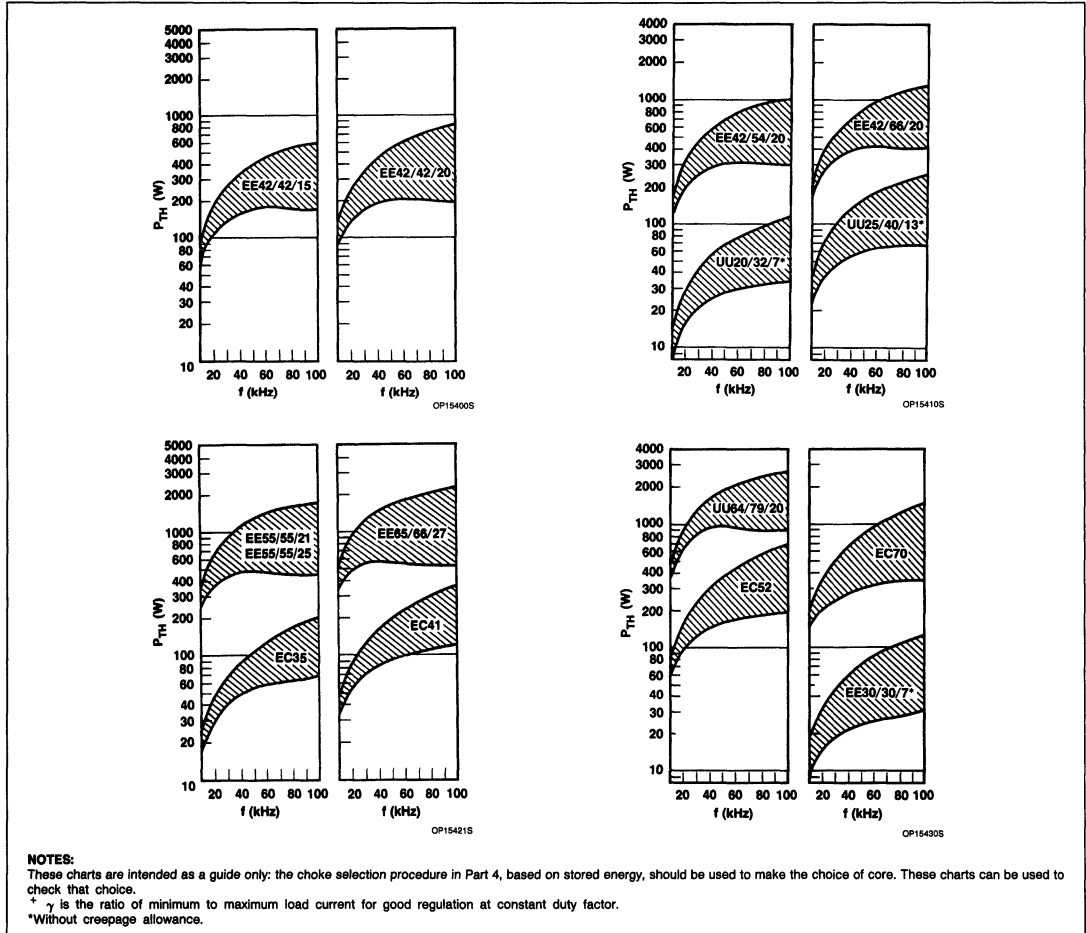 5000
4000
3000
2000
1000
800
600
400
300
200
100
80
60
40
30
20
10
P_TH (W)
EE42/42/15
EE42/42/20
20 40 60 80 100
20 40 60 80 100
f (kHz)
f (kHz)
OP15400S
4000
3000
2000
1000
800
600
400
300
200
100
80
60
40
30
20
10
P_TH (W)
EE42/54/20
UU20/32/7*
EE42/66/20
UU25/40/13*
20 40 60 80 100
20 40 60 80 100
f (kHz)
f (kHz)
OP15410S
5000
4000
3000
2000
1000
800
600
400
300
200
100
80
60
40
30
20
10
P_TH (W)
EE55/55/21
EE55/55/25
EC35
EE65/66/27
EC41
20 40 60 80 100
20 40 60 80 100
f (kHz)
f (kHz)
OP15421S
4000
3000
2000
1000
800
600
400
300
200
100
80
60
40
30
20
10
P_TH (W)
UU64/79/20
EC52
EC70
EE30/30/7*
20 40 60 80 100
20 40 60 80 100
f (kHz)
f (kHz)
OP15430S
NOTES:
These charts are intended as a guide only: the choke selection procedure in Part 4, based on stored energy, should be used to make the choice of core. These charts can be used to
check that choice.
+ γ is the ratio of minimum to maximum load current for good regulation at constant duty factor.
*Without creepage allowance.